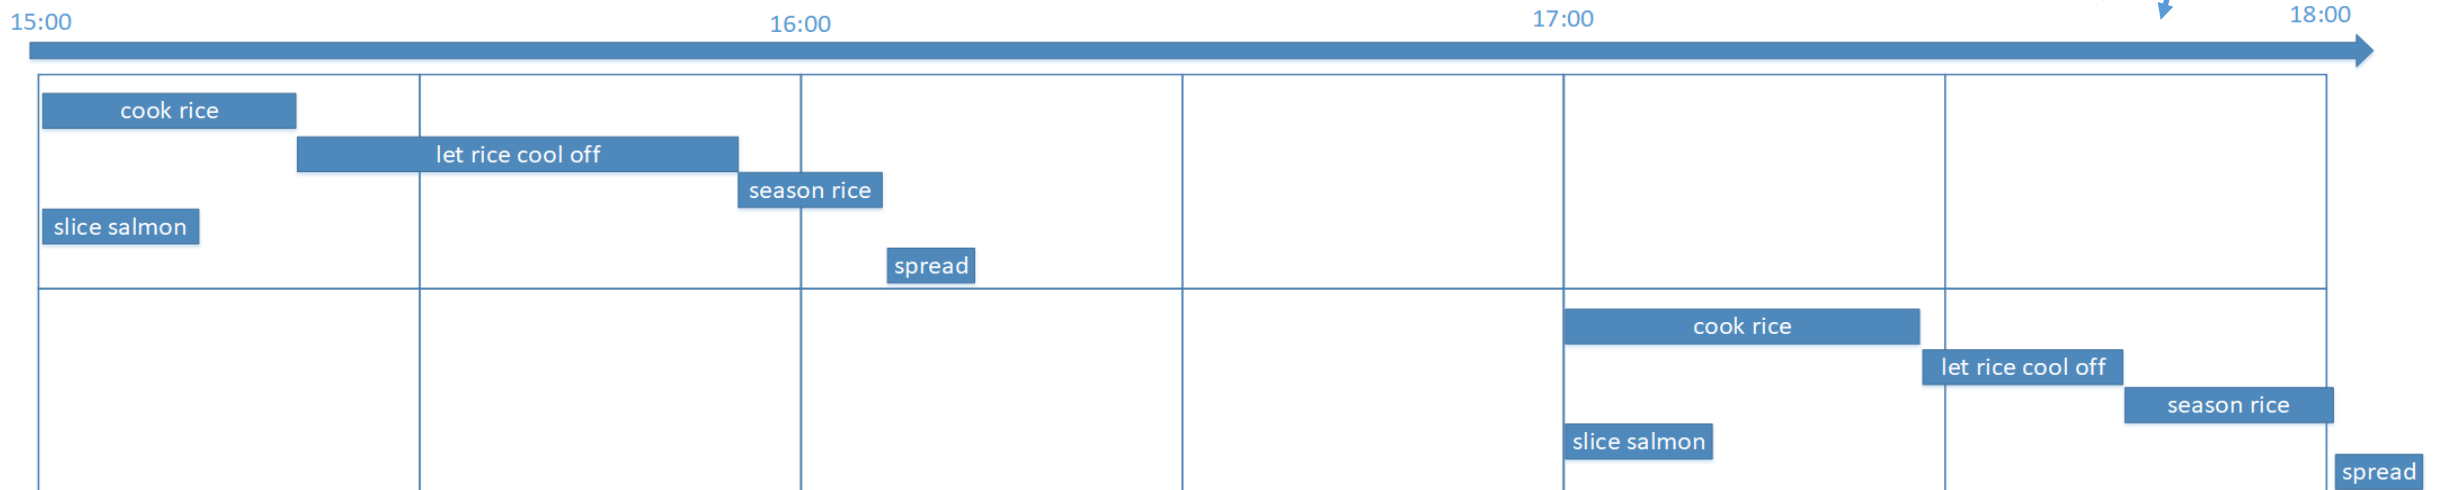 15:00
16:00
17:00
18:00
cook rice
let rice cool off
season rice
slice salmon
spread
cook rice
let rice cool off
season rice
slice salmon
spread